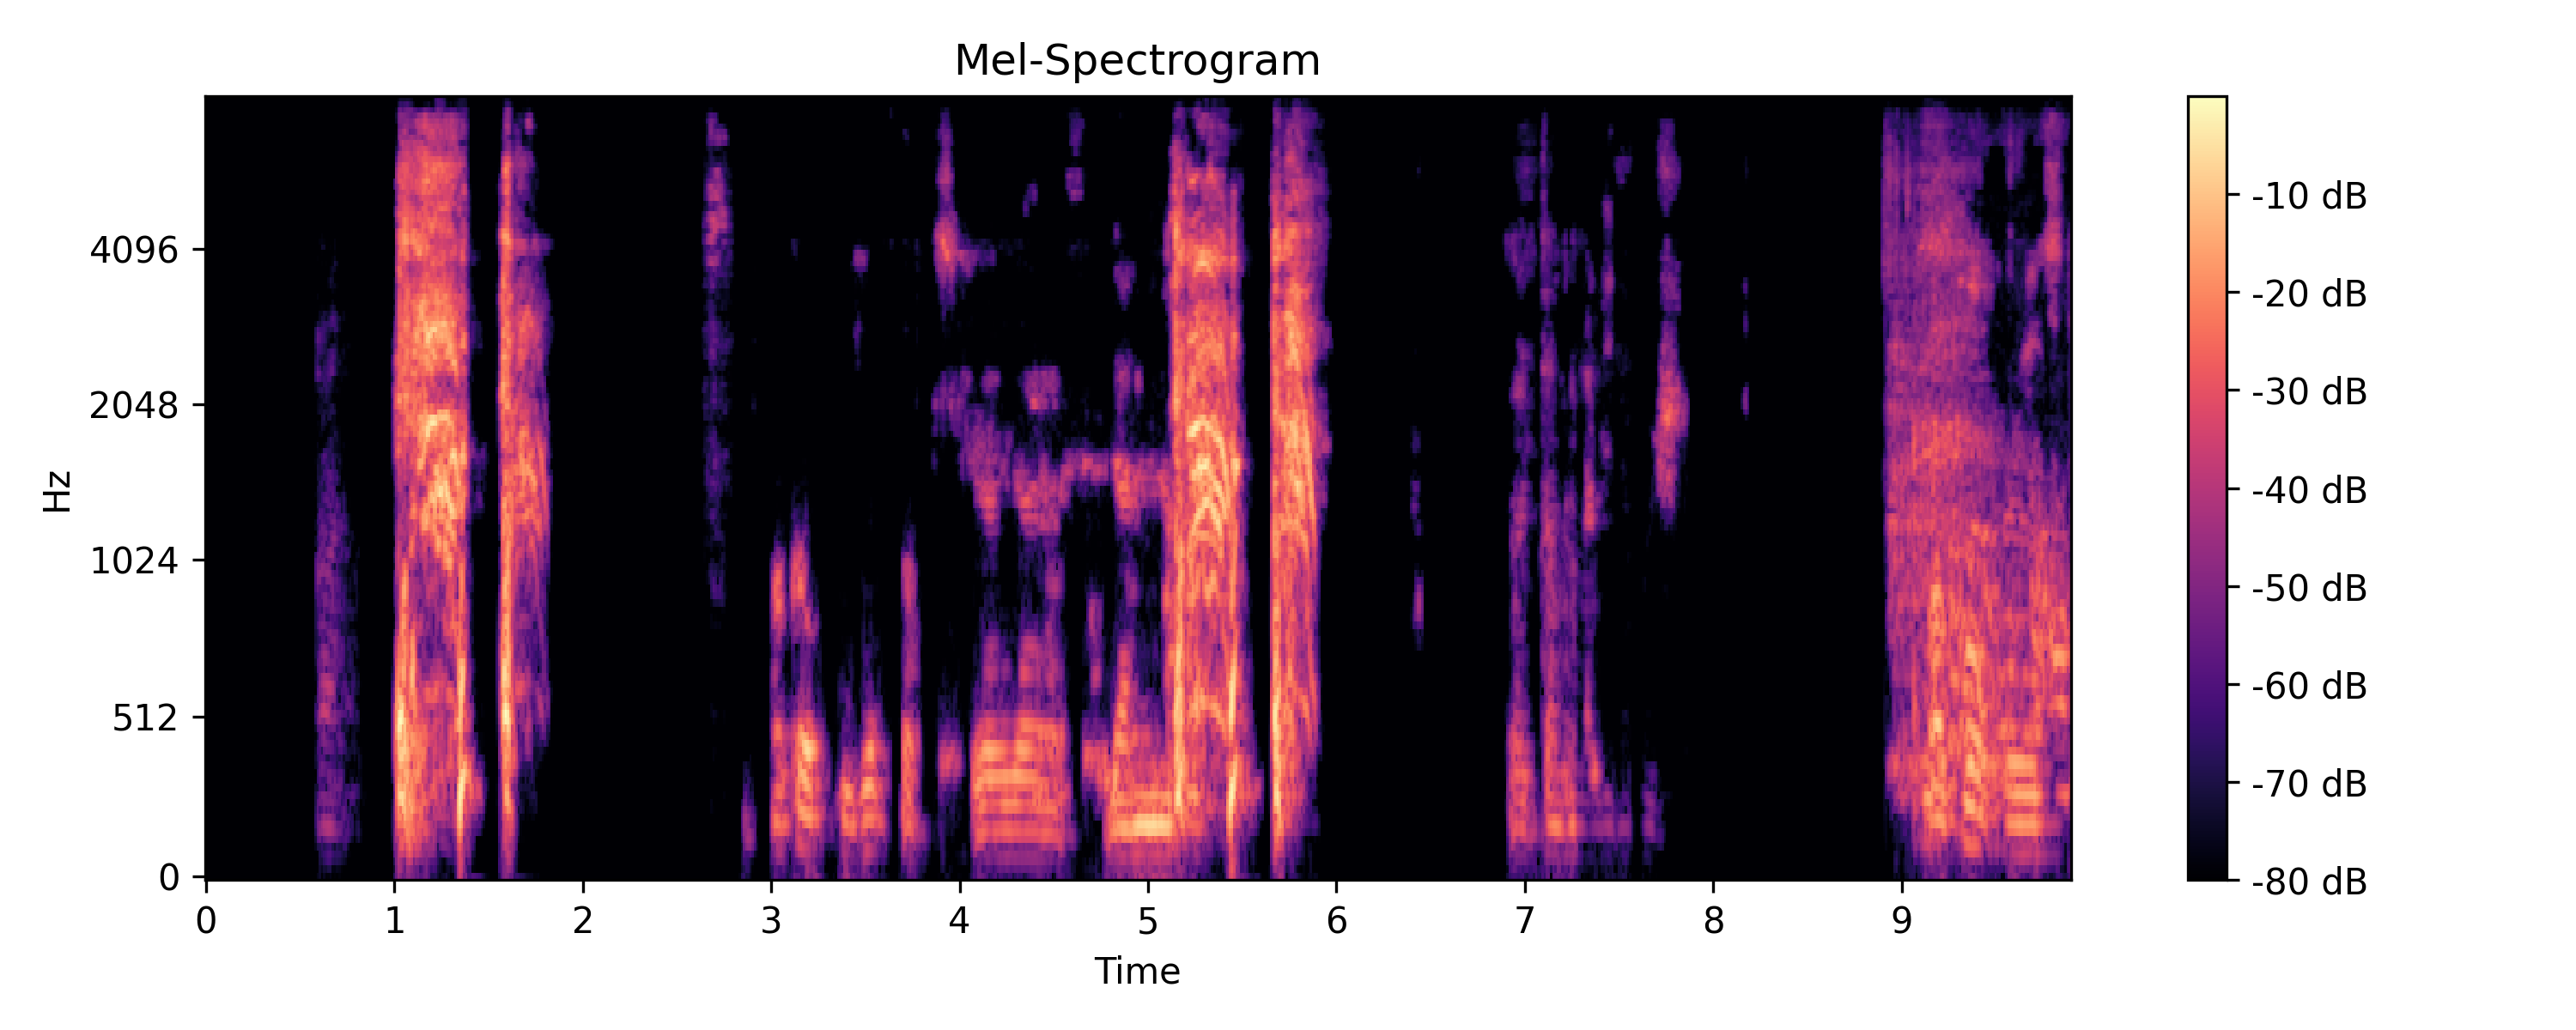 Mel-Spectrogram
Hz
4096
2048
1024
512
0
0 1 2 3 4 5 6 7 8 9
Time
-10 dB
-20 dB
-30 dB
-40 dB
-50 dB
-60 dB
-70 dB
-80 dB